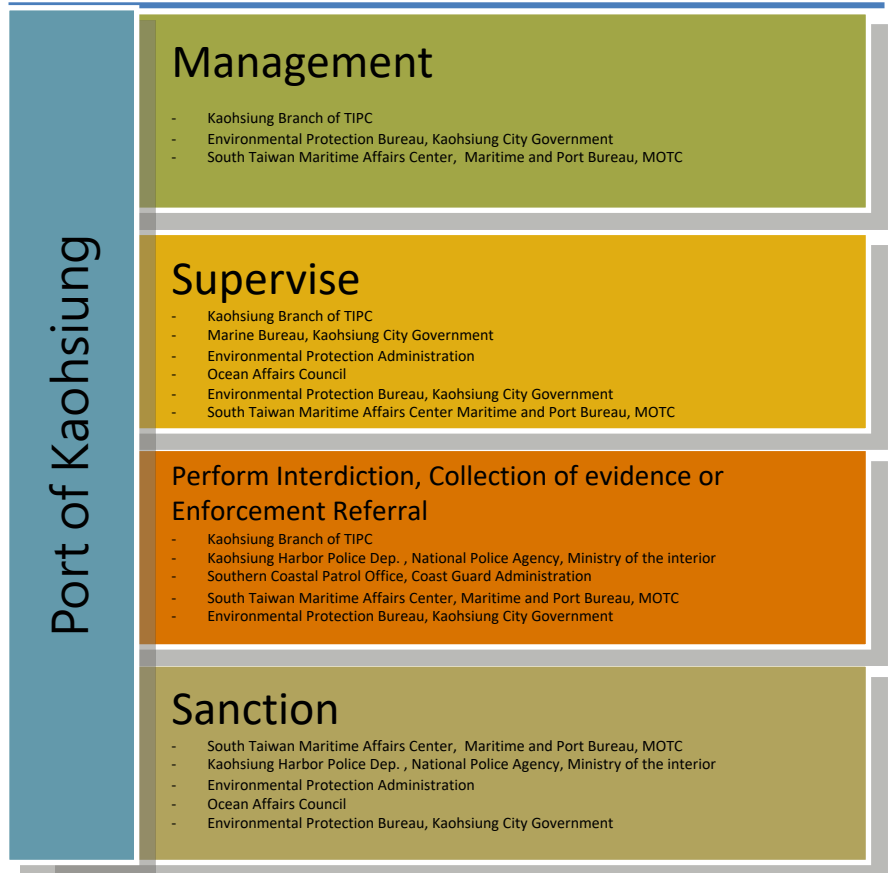 Port of Kaohsiung
Management
- Kaohsiung Branch of TIPC
- Environmental Protection Bureau, Kaohsiung City Government
- South Taiwan Maritime Affairs Center, Maritime and Port Bureau, MOTC
Supervise
- Kaohsiung Branch of TIPC
- Marine Bureau, Kaohsiung City Government
- Environmental Protection Administration
- Ocean Affairs Council
- Environmental Protection Bureau, Kaohsiung City Government
- South Taiwan Maritime Affairs Center Maritime and Port Bureau, MOTC
Perform Interdiction, Collection of evidence or
Enforcement Referral
- Kaohsiung Branch of TIPC
- Kaohsiung Harbor Police Dep. , National Police Agency, Ministry of the interior
- Southern Coastal Patrol Office, Coast Guard Administration
- South Taiwan Maritime Affairs Center, Maritime and Port Bureau, MOTC
- Environmental Protection Bureau, Kaohsiung City Government
Sanction
- South Taiwan Maritime Affairs Center, Maritime and Port Bureau, MOTC
- Kaohsiung Harbor Police Dep. , National Police Agency, Ministry of the interior
- Environmental Protection Administration
- Ocean Affairs Council
- Environmental Protection Bureau, Kaohsiung City Government